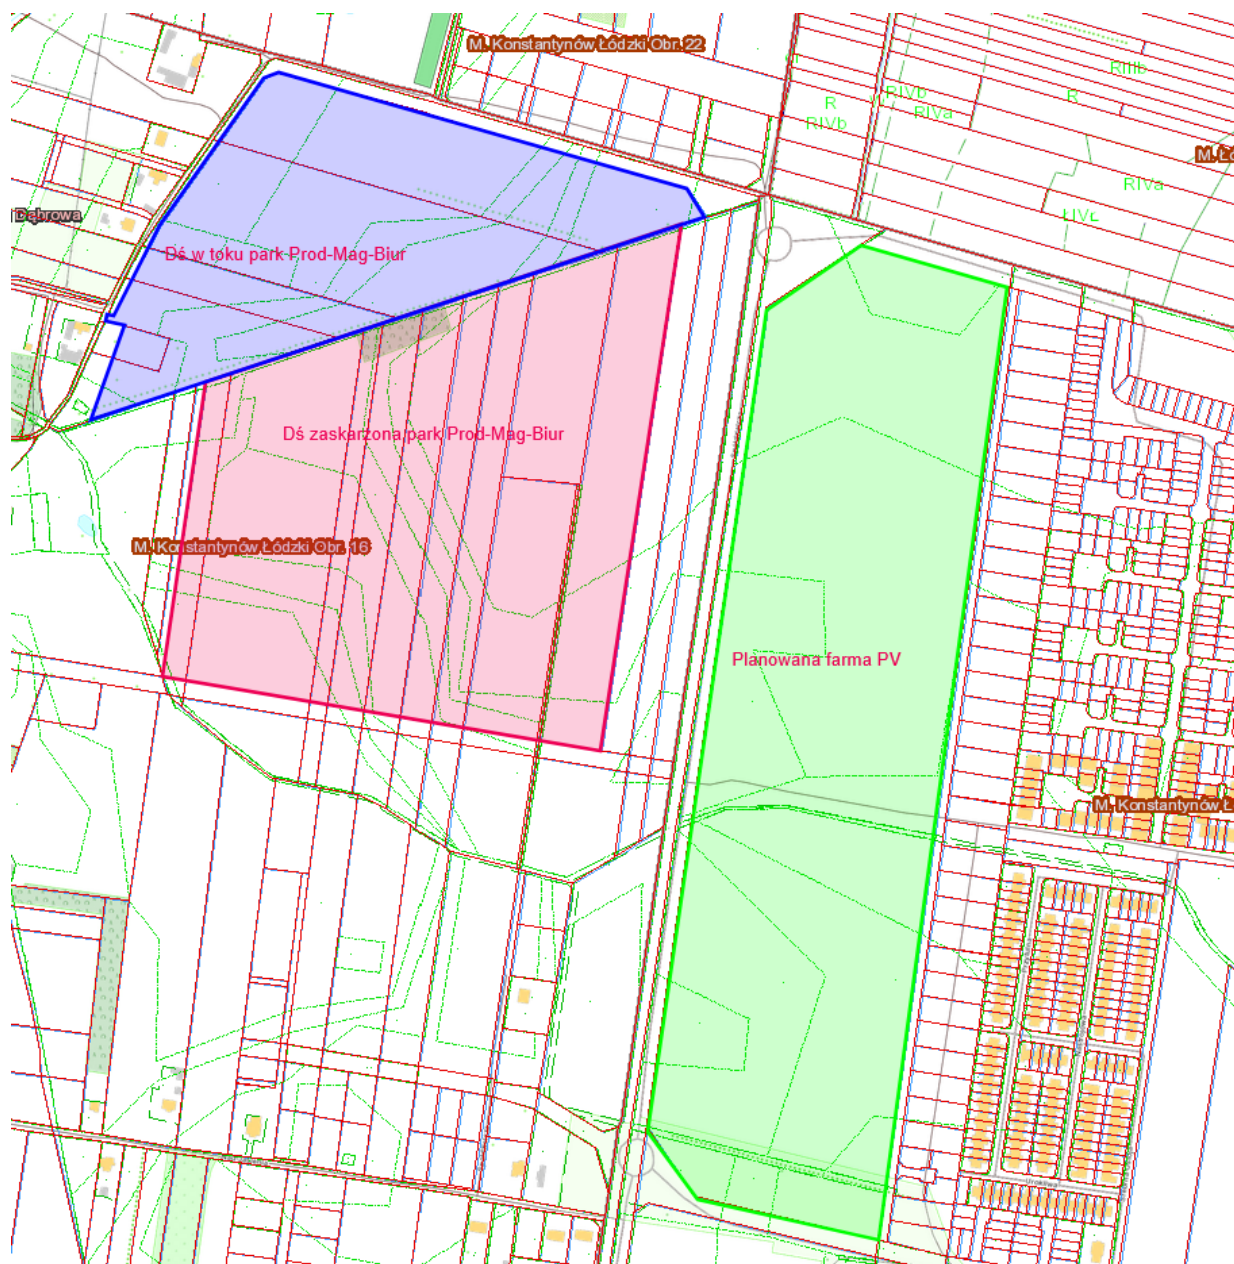 M. Konstantynów Łódzki Obr. 22
RIIIb
RIVb
R
R
RIVa
RIVb
M. Łó
RIVa
Dąbrowa
Dś w toku park Prod-Mag-Biur
Dś zaskarżona park Prod-Mag-Biur
M. Konstantynów Łódzki Obr. 16
Planowana farma PV
M. Konstantynów Ł
Urokliwa